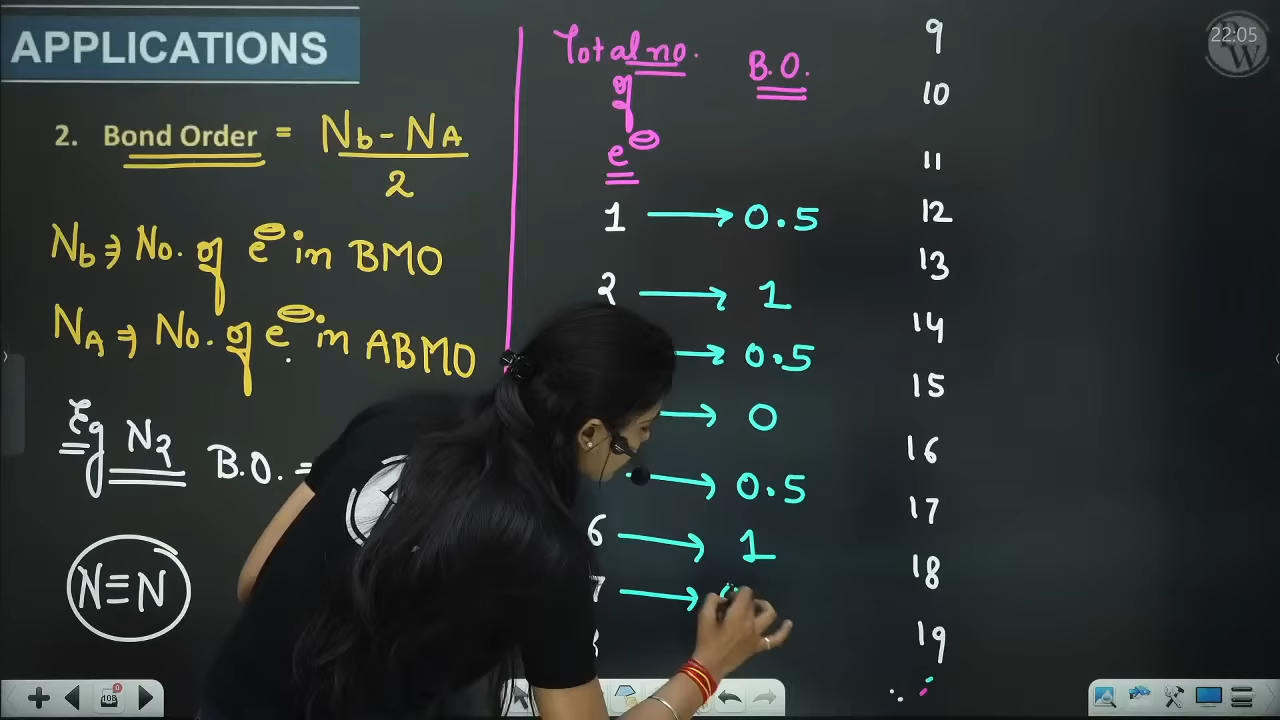 APPLICATIONS
22:05
2. Bond Order = Nb - NA / 2
Nb ⇒ No. of e⊖ in BMO
NA ⇒ No. of e⊖ in ABMO
Eg N2 B.O. =
N≡N
Total no. of e⊖ B.O.
1 → 0.5
2 → 1
→ 0.5
→ 0
→ 0.5
6 → 1
7 →
9
10
11
12
13
14
15
16
17
18
19